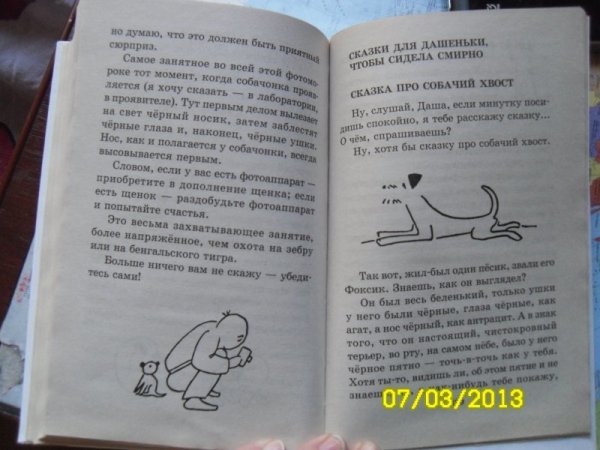 но думаю, что это должен быть приятный
сюрприз.
Самое занятное во всей этой фотомо-
роке тот момент, когда собачонка прояв-
ляется (я хочу сказать — в лаборатории,
в проявителе). Тут первым делом вылезает
на свет чёрный носик, затем заблестят
чёрные глаза и, наконец, чёрные ушки.
Нос, как и полагается у собачонки, всегда
высовывается первым.
Словом, если у вас есть фотоаппарат —
приобретите в дополнение щенка; если
есть щенок — раздобудьте фотоаппарат
и попытайте счастья.
Это весьма захватывающее занятие,
более напряжённое, чем охота на зебру
или на бенгальского тигра.
Больше ничего вам не скажу — убеди-
тесь сами!
СКАЗКИ ДЛЯ ДАШЕНЬКИ,
ЧТОБЫ СИДЕЛА СМИРНО
СКАЗКА ПРО СОБАЧИЙ ХВОСТ
Ну, слушай, Даша, если минутку поси-
дишь спокойно, я тебе расскажу сказку...
О чём, спрашиваешь?
Ну, хотя бы сказку про собачий хвост.
Так вот, жил-был один пёсик, звали его
Фоксик. Знаешь, как он выглядел?
Он был весь беленький, только ушки
у него были чёрные, глаза чёрные, как
агат, а нос чёрный, как антрацит. А в знак
того, что он настоящий, чистокровный
терьер, во рту, на самом нёбе, было у него
чёрное пятно — точь-в-точь как у тебя.
Хотя ты-то, видишь ли, об этом пятне и не
знаешь как-нибудь тебе покажу,
07/03/2013